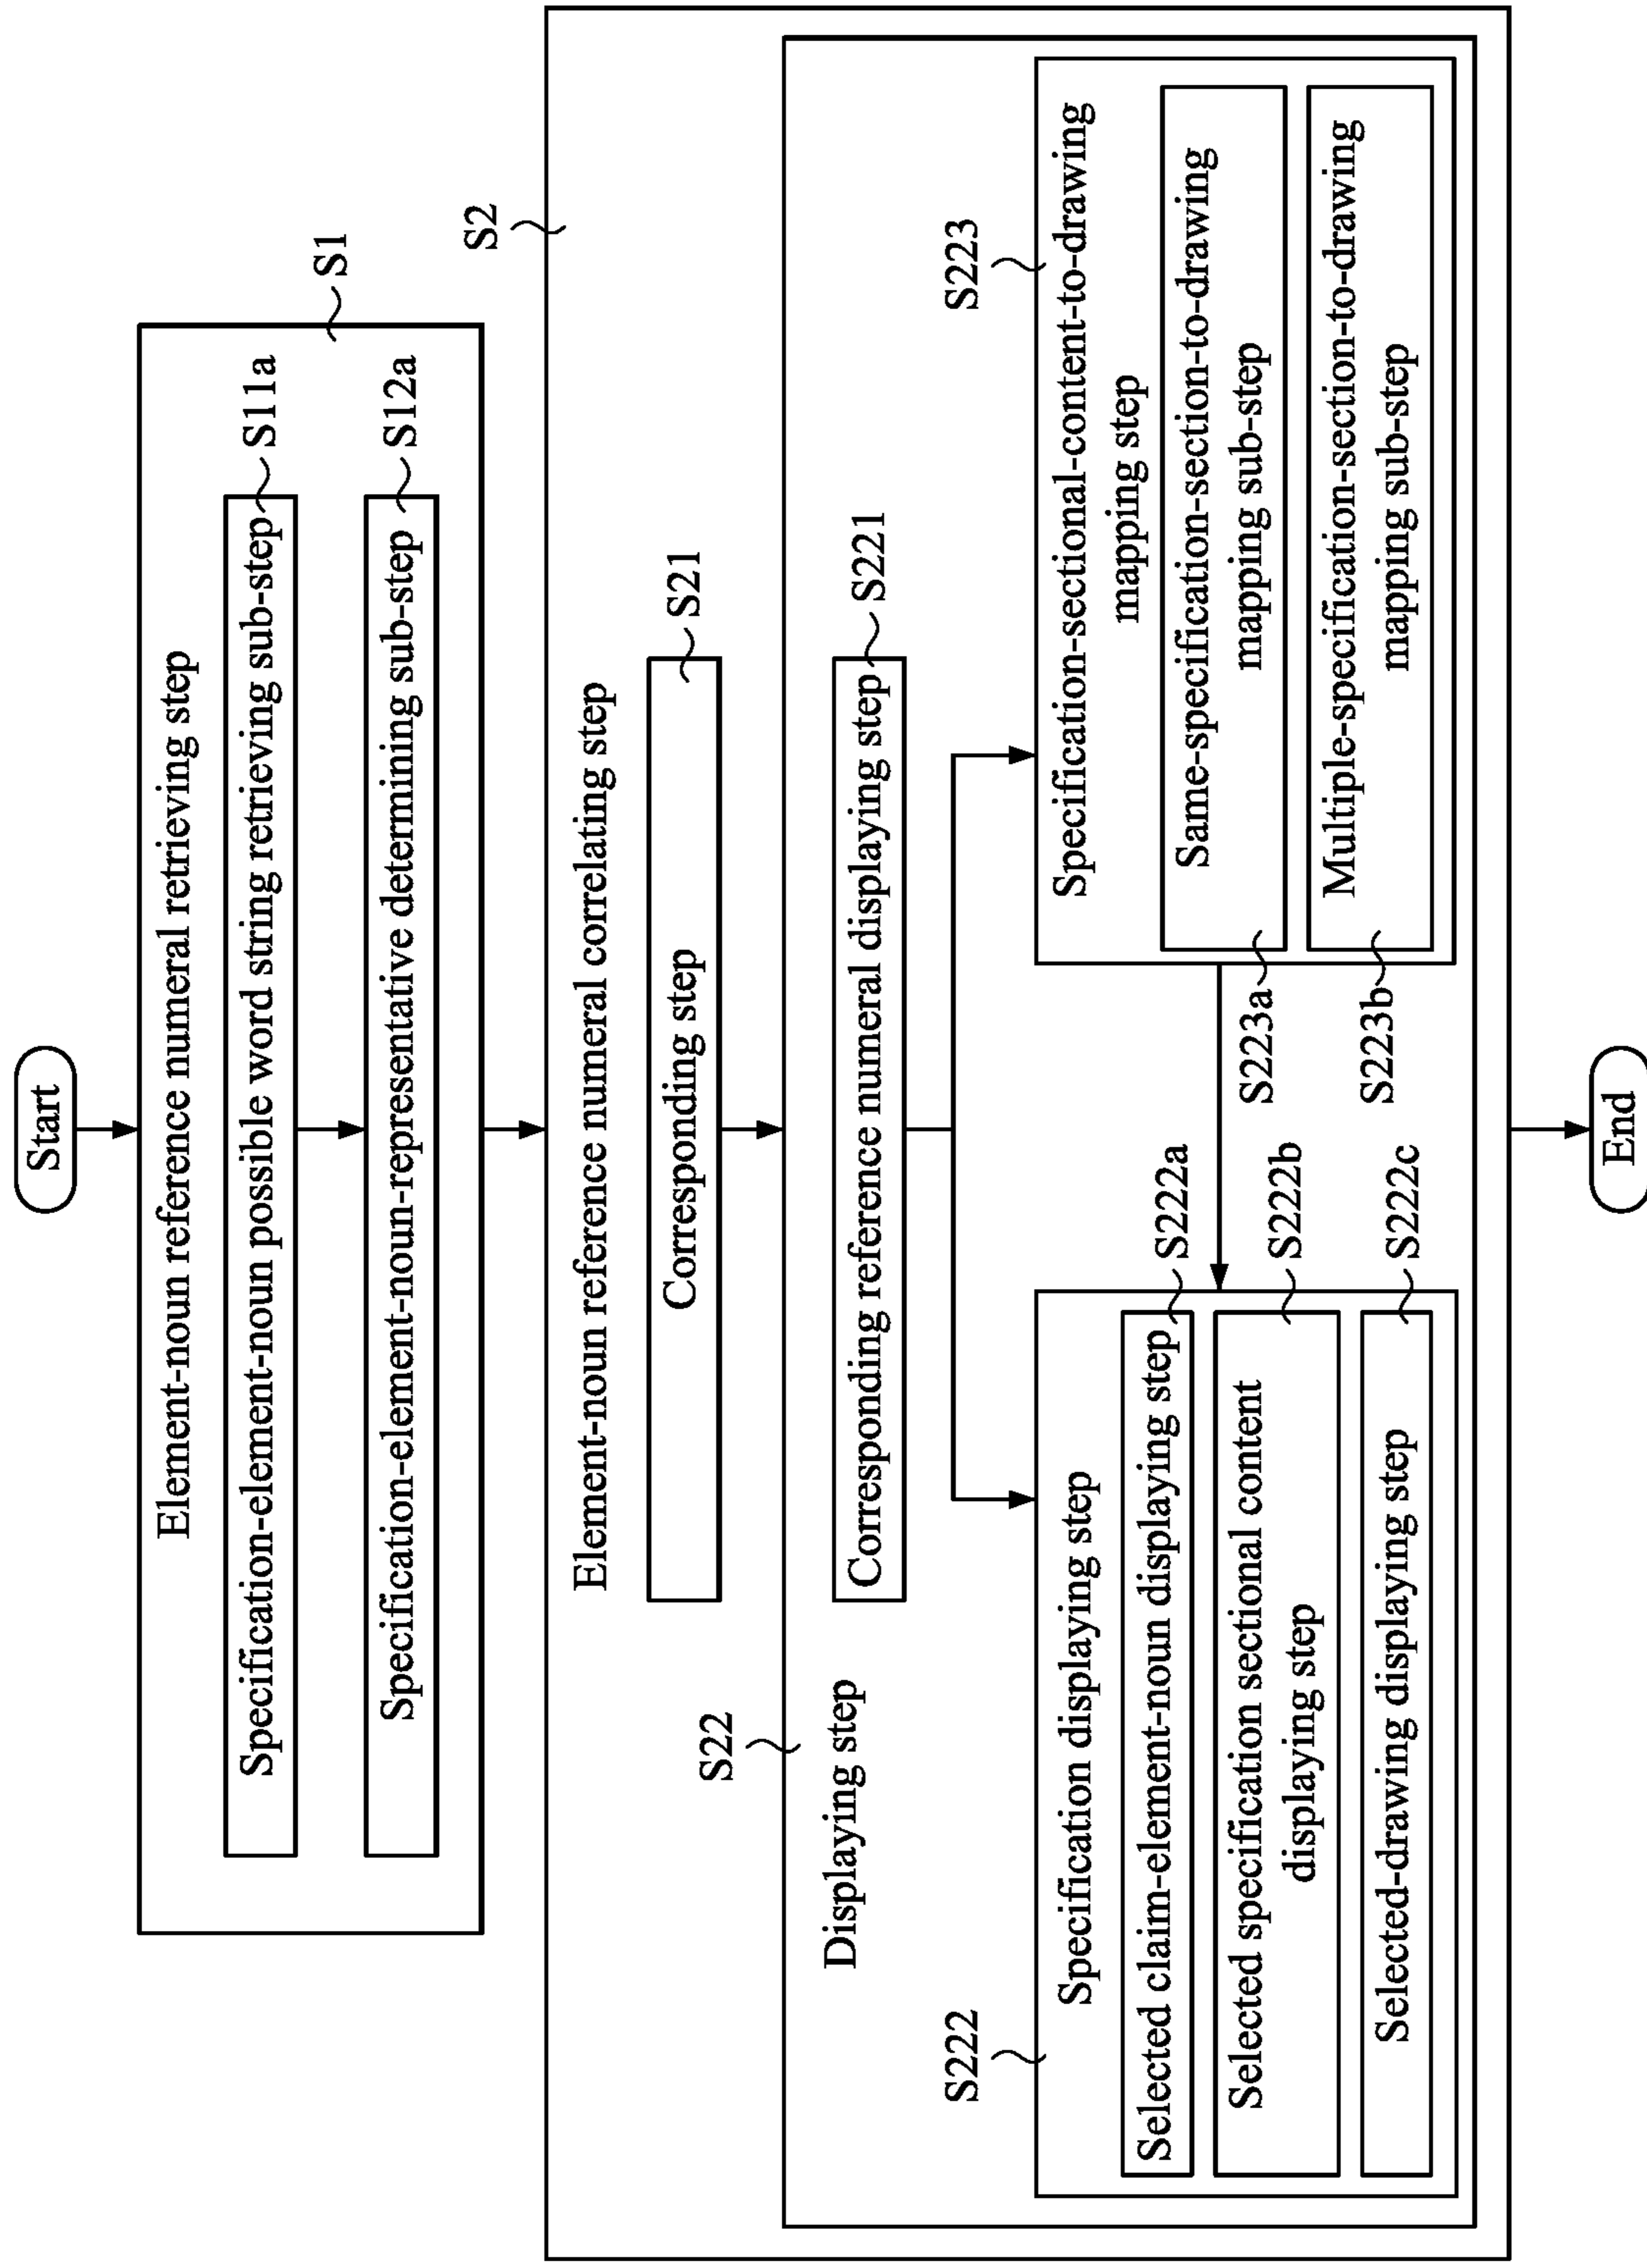 Start
Element-noun reference numeral retrieving step
S1
Specification-element-noun possible word string retrieving sub-step
S11a
Specification-element-noun-representative determining sub-step
S12a
S2
Element-noun reference numeral correlating step
Corresponding step
S21
S22
Displaying step
Corresponding reference numeral displaying step
S221
S222
Specification displaying step
Selected claim-element-noun displaying step
S222a
Selected specification sectional content
displaying step
S222b
Selected-drawing displaying step
S222c
S223
Specification-sectional-content-to-drawing
mapping step
Same-specification-section-to-drawing
mapping sub-step
S223a
Multiple-specification-section-to-drawing
mapping sub-step
S223b
End